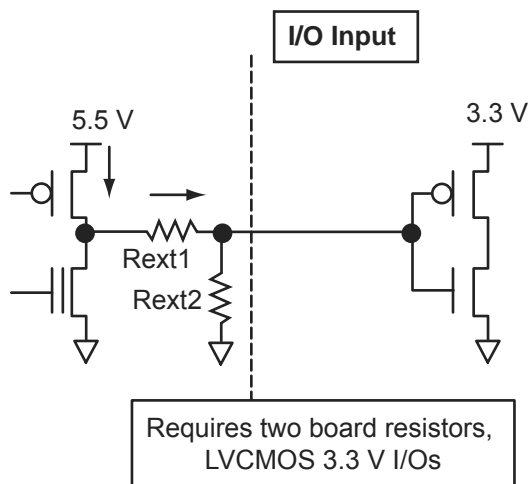 I/O Input
5.5 V
3.3 V
Rext1
Rext2
Requires two board resistors,
LVCMOS 3.3 V I/Os